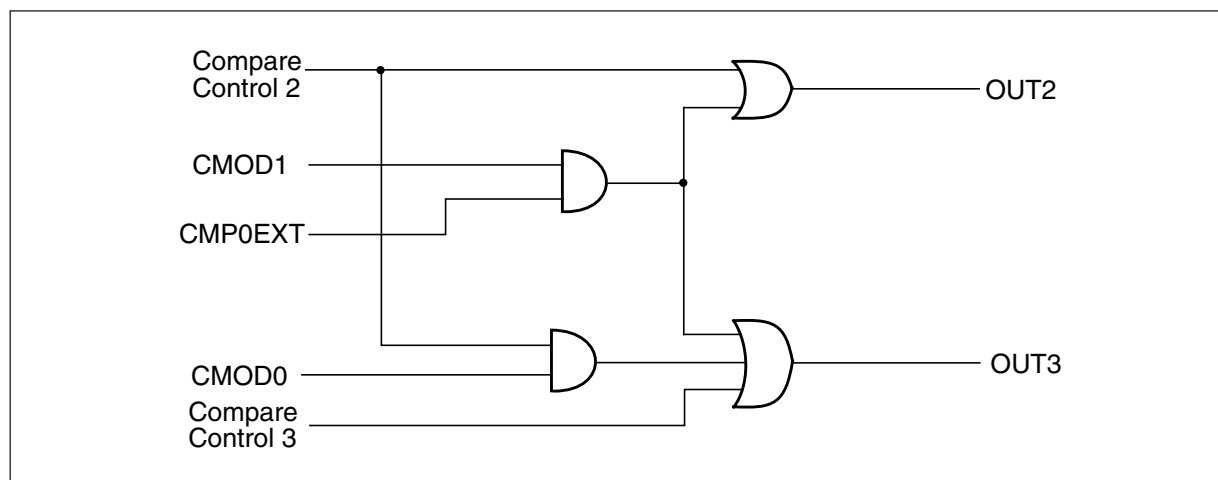 Compare
Control 2
OUT2
CMOD1
CMP0EXT
CMOD0
OUT3
Compare
Control 3